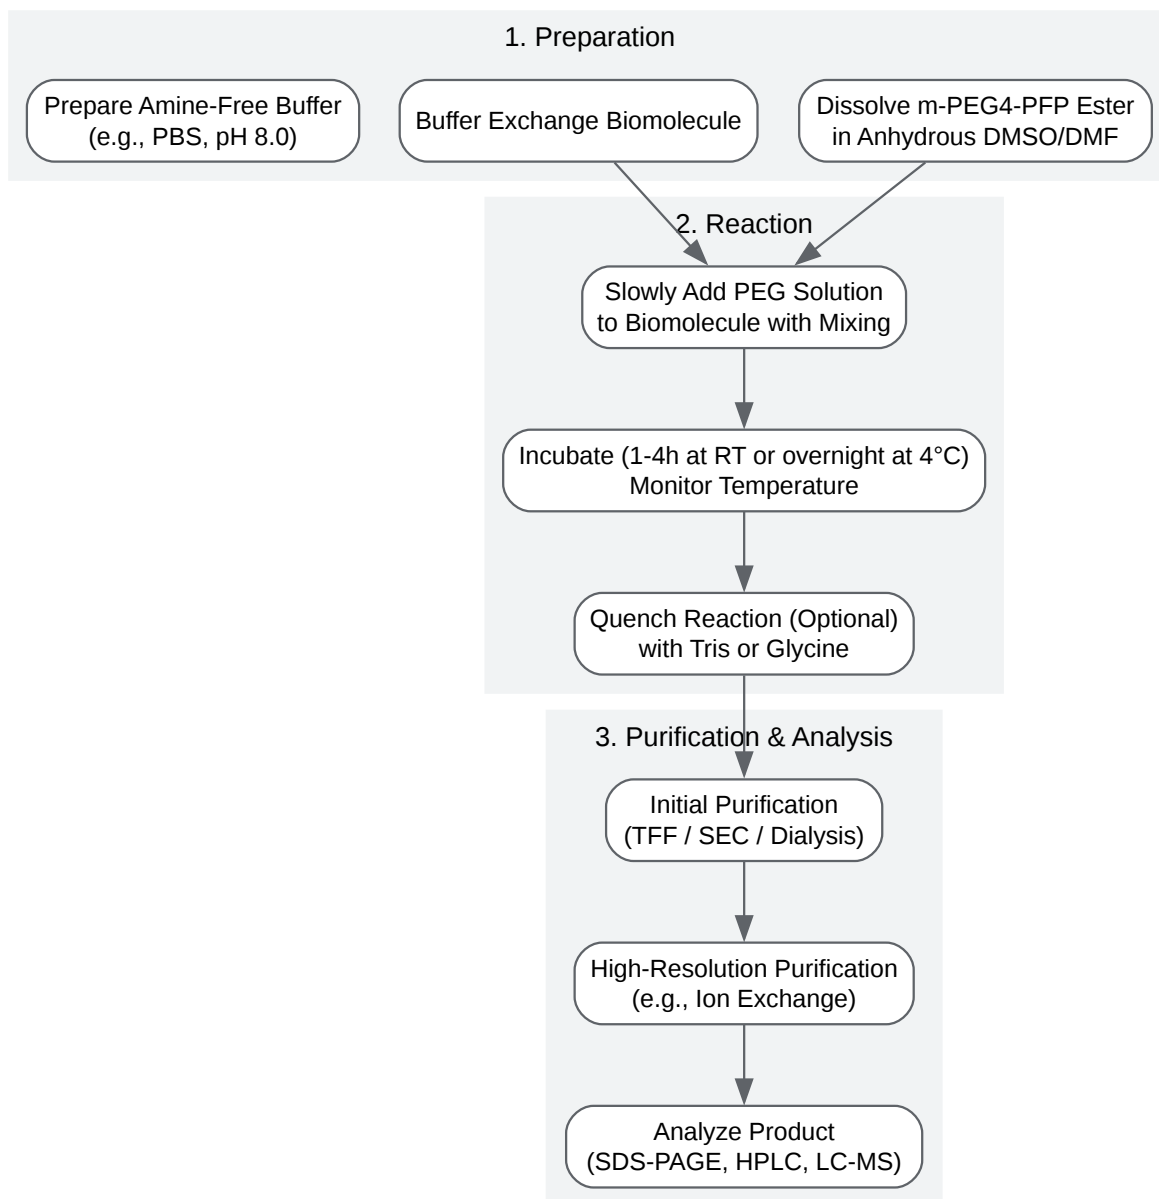 1. Preparation
Prepare Amine-Free Buffer
(e.g., PBS, pH 8.0)
Buffer Exchange Biomolecule
Dissolve m-PEG4-PFP Ester
in Anhydrous DMSO/DMF
2. Reaction
Slowly Add PEG Solution
to Biomolecule with Mixing
Incubate (1-4h at RT or overnight at 4°C)
Monitor Temperature
Quench Reaction (Optional)
with Tris or Glycine
3. Purification & Analysis
Initial Purification
(TFF / SEC / Dialysis)
High-Resolution Purification
(e.g., Ion Exchange)
Analyze Product
(SDS-PAGE, HPLC, LC-MS)